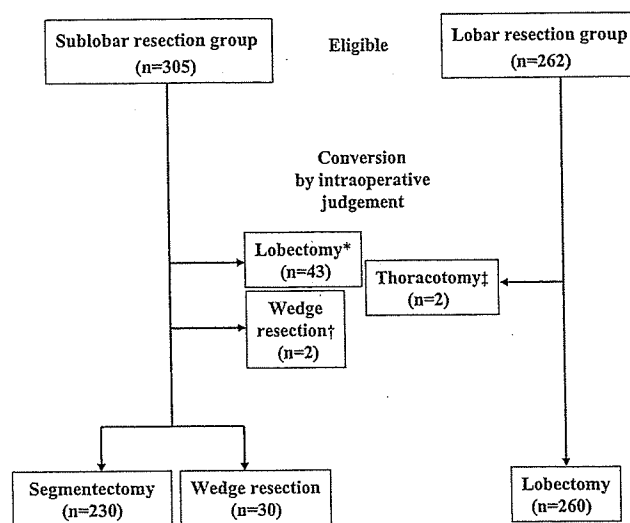 Sublobar resection group
(n=305)
Eligible
Lobar resection group
(n=262)
Conversion
by intraoperative
judgement
Lobectomy*
(n=43)
Thoracotomy‡
(n=2)
Wedge
resection†
(n=2)
Segmentectomy
(n=230)
Wedge resection
(n=30)
Lobectomy
(n=260)